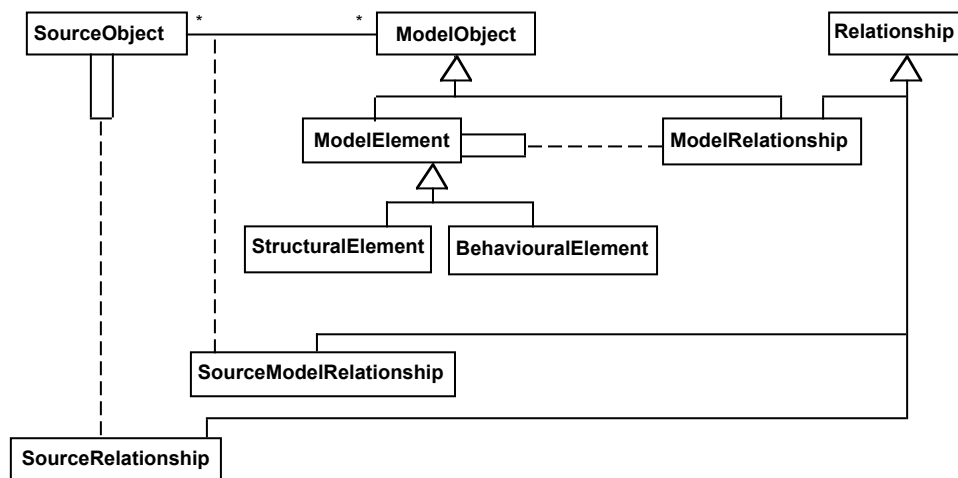 * *
SourceObject ModelObject Relationship
ModelElement ModelRelationship
StructuralElement BehaviouralElement
SourceModelRelationship
SourceRelationship